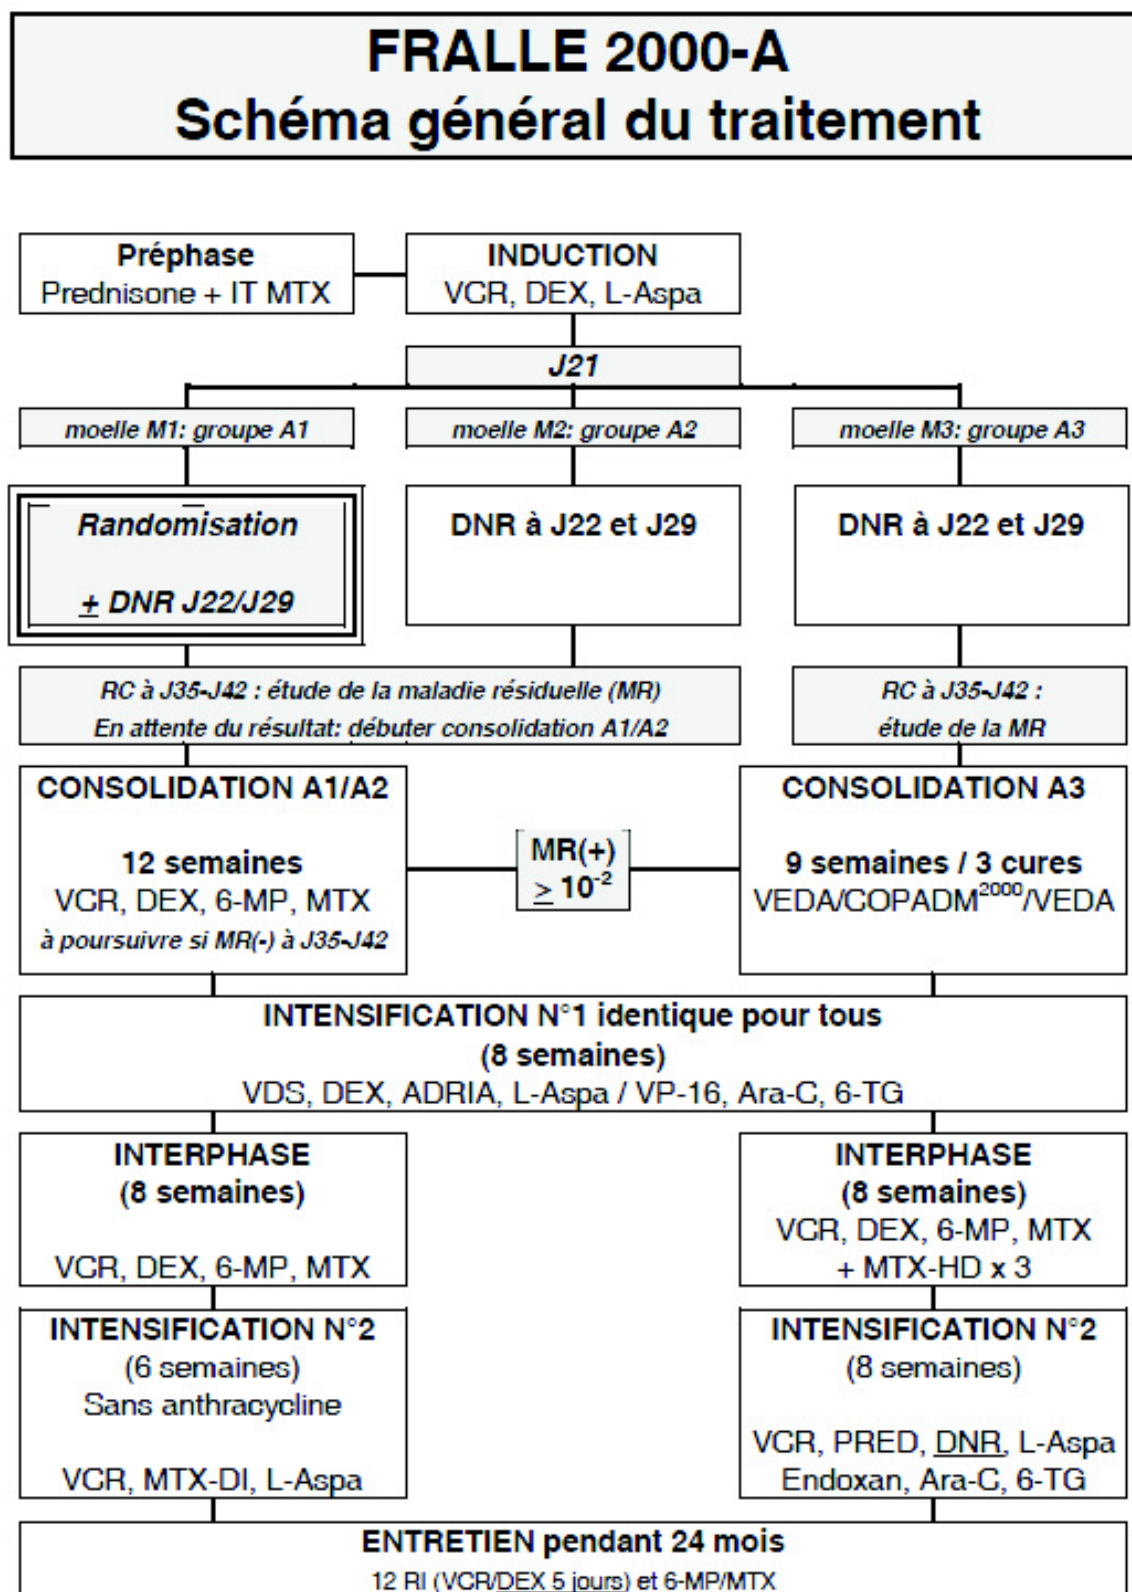 FRALLE 2000-A
Schéma général du traitement
Préphase
Prednisone + IT MTX
INDUCTION
VCR, DEX, L-Aspa
J21
moelle M1: groupe A1
moelle M2: groupe A2
moelle M3: groupe A3
Randomisation
± DNR J22/J29
DNR à J22 et J29
DNR à J22 et J29
RC à J35-J42 : étude de la maladie résiduelle (MR)
En attente du résultat: débuter consolidation A1/A2
RC à J35-J42 :
étude de la MR
CONSOLIDATION A1/A2
12 semaines
VCR, DEX, 6-MP, MTX
à poursuivre si MR(-) à J35-J42
MR(+)
≥ 10⁻²
CONSOLIDATION A3
9 semaines / 3 cures
VEDA/COPADM²⁰⁰⁰/VEDA
INTENSIFICATION N°1 identique pour tous
(8 semaines)
VDS, DEX, ADRIA, L-Aspa / VP-16, Ara-C, 6-TG
INTERPHASE
(8 semaines)
VCR, DEX, 6-MP, MTX
INTERPHASE
(8 semaines)
VCR, DEX, 6-MP, MTX
+ MTX-HD x 3
INTENSIFICATION N°2
(6 semaines)
Sans anthracycline
VCR, MTX-DI, L-Aspa
INTENSIFICATION N°2
(8 semaines)
VCR, PRED, DNR, L-Aspa
Endoxan, Ara-C, 6-TG
ENTRETIEN pendant 24 mois
12 RI (VCR/DEX 5 jours) et 6-MP/MTX